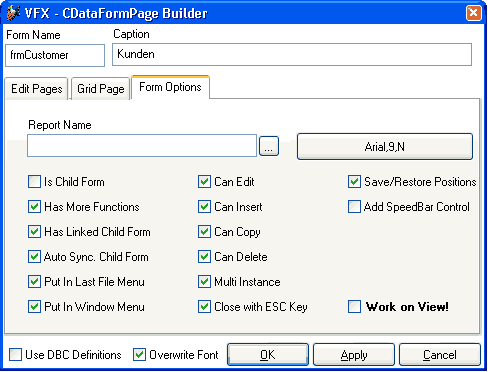 VFX - CDataFormPage Builder
Form Name Caption
frmCustomer Kunden
Edit Pages Grid Page Form Options
Report Name
... Arial,9,N
Is Child Form Can Edit Save/Restore Positions
Has More Functions Can Insert Add SpeedBar Control
Has Linked Child Form Can Copy
Auto Sync. Child Form Can Delete
Put In Last File Menu Multi Instance
Put In Window Menu Close with ESC Key Work on View!
Use DBC Definitions Overwrite Font OK Apply Cancel